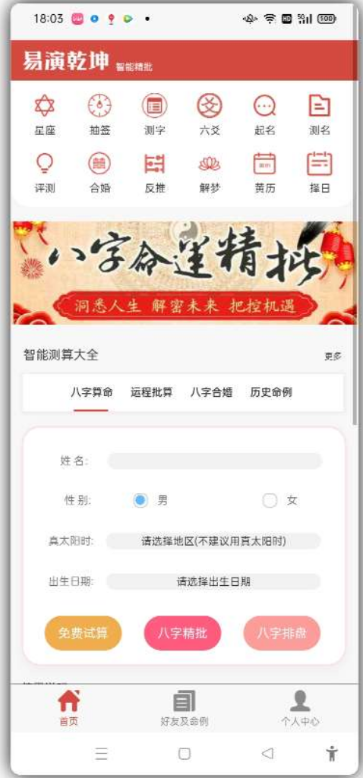 18:03
100
易演乾坤 智能精批
星座 抽签 测字 六爻 起名 测名
评测 合婚 反推 解梦 黄历 择日
八字命运精批
洞悉人生 解密未来 把控机遇
智能测算大全 更多
八字算命 运程批算 八字合婚 历史命例
姓名:
性别: 男 女
真太阳时: 请选择地区(不建议用真太阳时)
出生日期: 请选择出生日期
免费试算 八字精批 八字排盘
首页 好友及命例 个人中心